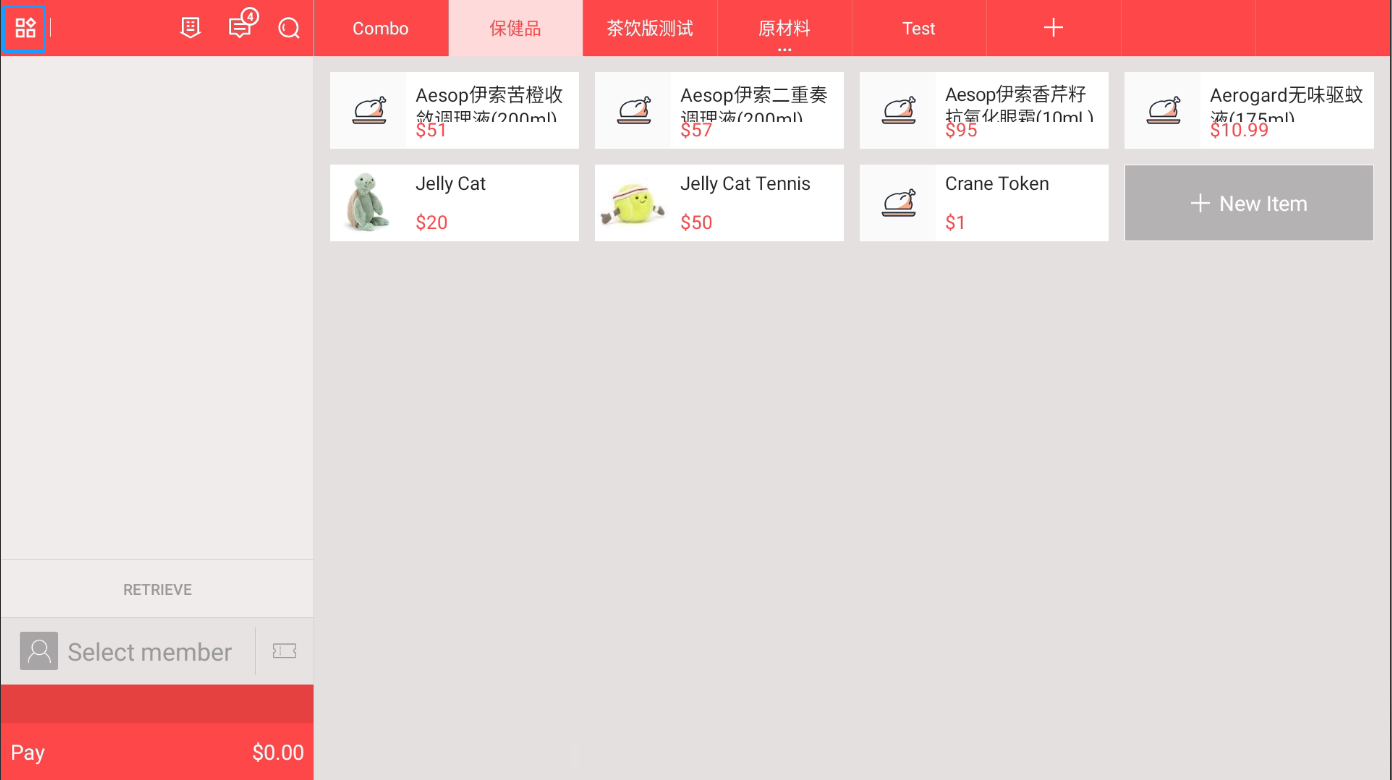 4
Combo
保健品
茶饮版测试
原材料
...
Test
Aesop伊索苦橙收
敛调理液(200ml)
$51
Aesop伊索二重奏
调理液(200ml)
$57
Aesop伊索香芹籽
抗氧化眼霜(10mL)
$95
Aerogard无味驱蚊
液(175ml)
$10.99
Jelly Cat
$20
Jelly Cat Tennis
$50
Crane Token
$1
New Item
RETRIEVE
Select member
Pay
$0.00